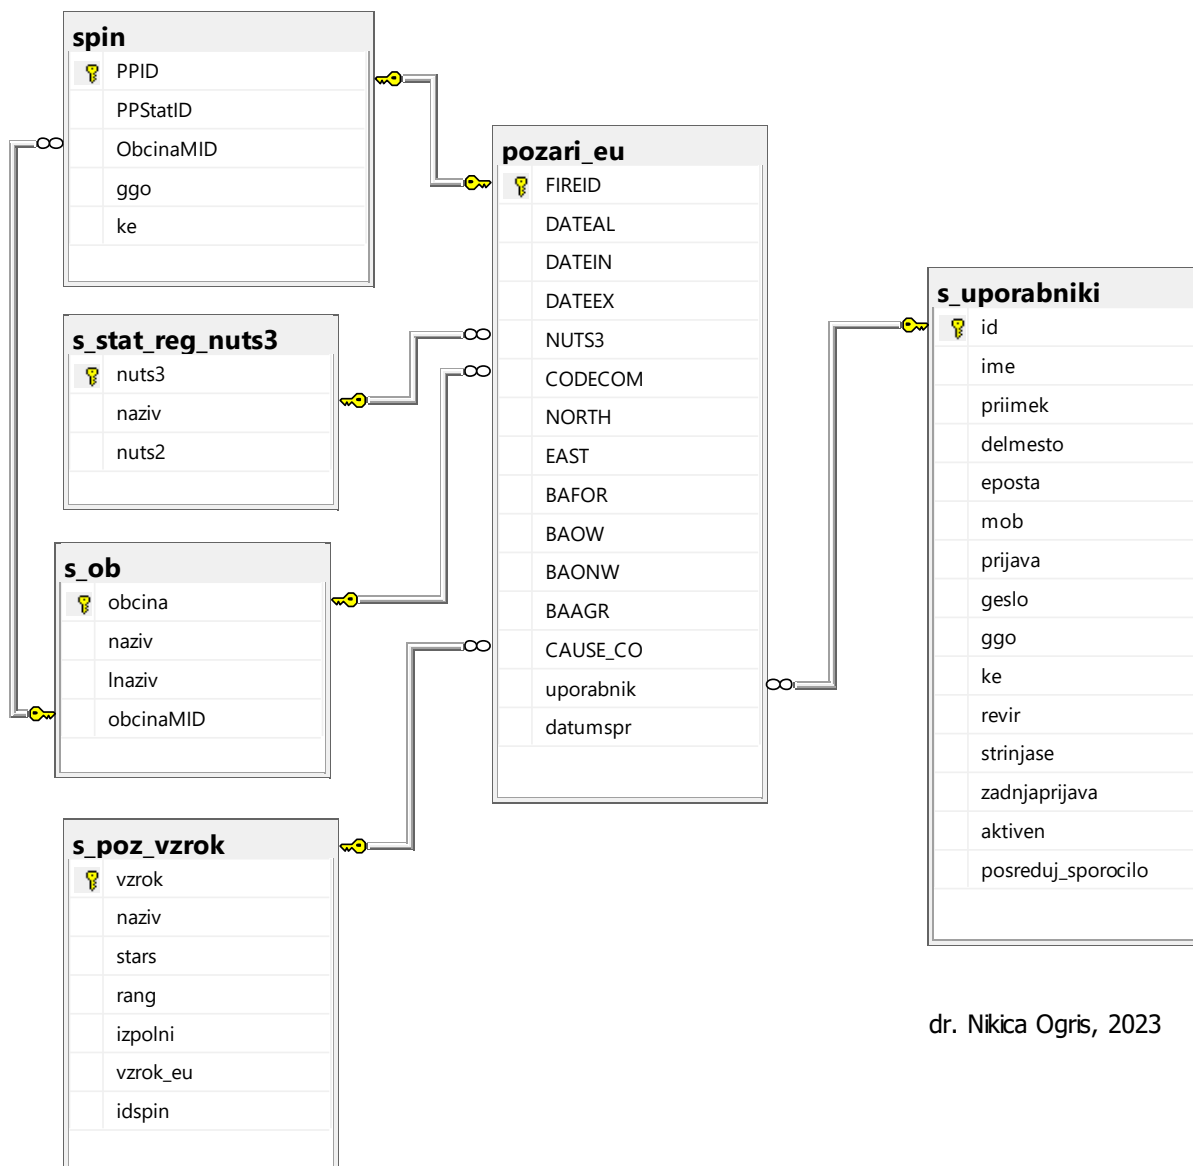 spin
PPID
PPStatID
ObcinaMID
ggo
ke
s_stat_reg_nuts3
nuts3
naziv
nuts2
s_ob
obcina
naziv
lnaziv
obcinaMID
s_poz_vzrok
vzrok
naziv
stars
rang
izpolni
vzrok_eu
idspin
pozari_eu
FIREID
DATEAL
DATEIN
DATEEX
NUTS3
CODECOM
NORTH
EAST
BAFOR
BAOW
BAONW
BAAGR
CAUSE_CO
uporabnik
datumspr
s_uporabniki
id
ime
priimek
delmesto
eposta
mob
prijava
geslo
ggo
ke
revir
strinjase
zadnjaprijava
aktiven
posreduj_sporocilo
dr. Nikica Ogris, 2023